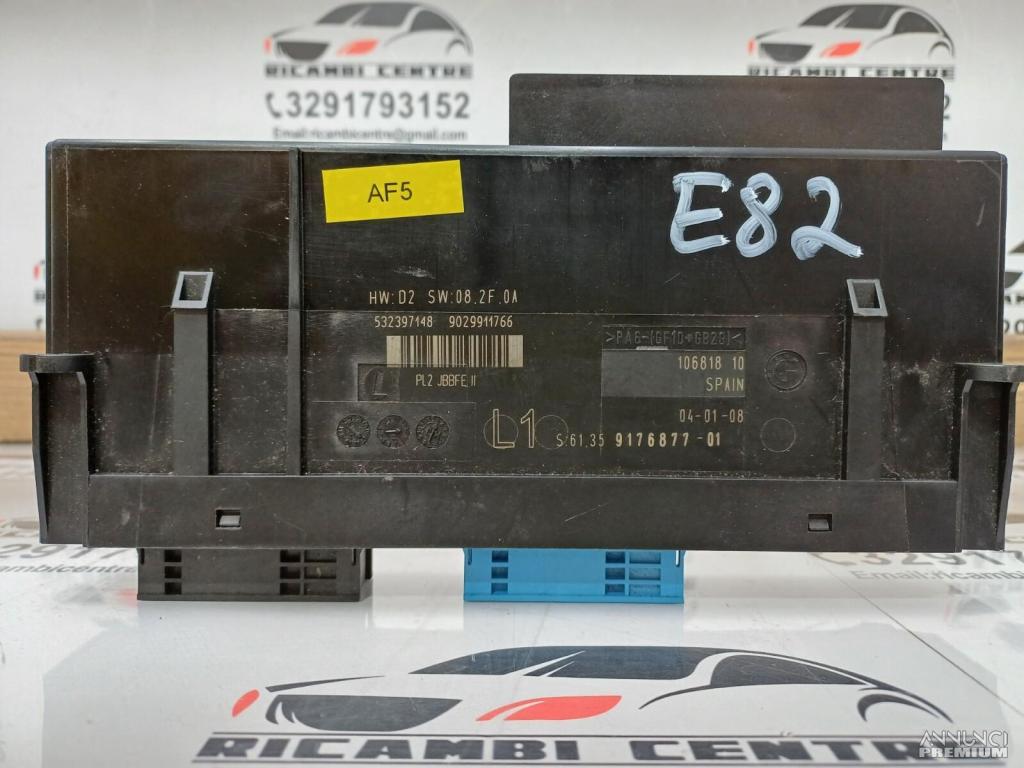 RICAMBI CENTRE
3291793152
Email:ricambicentre@gmail.com
RICAMBI CENTRE
AF5
E82
HW:D2 SW:08.2F.0A
532397148 9029911766
PL2 JBBFE II
>PA6-(GF10+GB20)<
106818 10
SPAIN
04-01-08
L1
S:61.35 9176877-01
RICAMBI CENTRE
ANNUNCI
PREMIUM